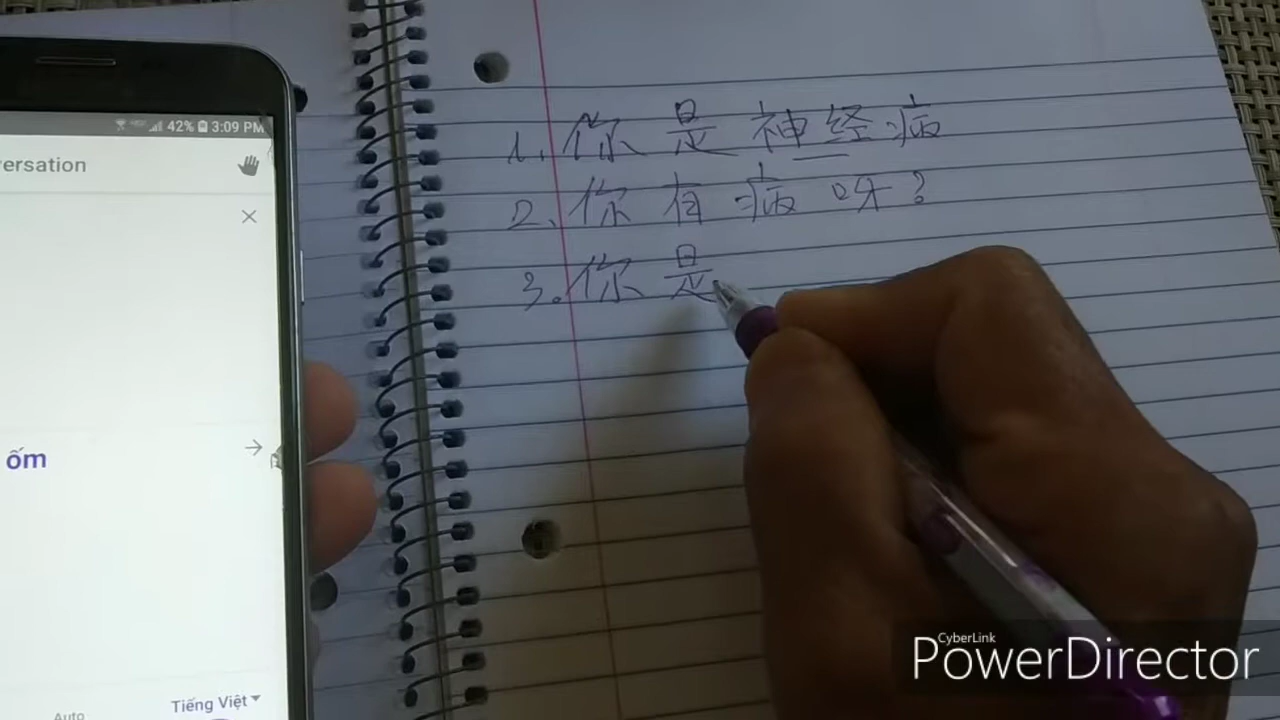 42% 3:09 PM
ersation
ốm
Auto
Tiếng Việt
1. 你是神经病
2. 你有病呀?
3. 你是
CyberLink
PowerDirector